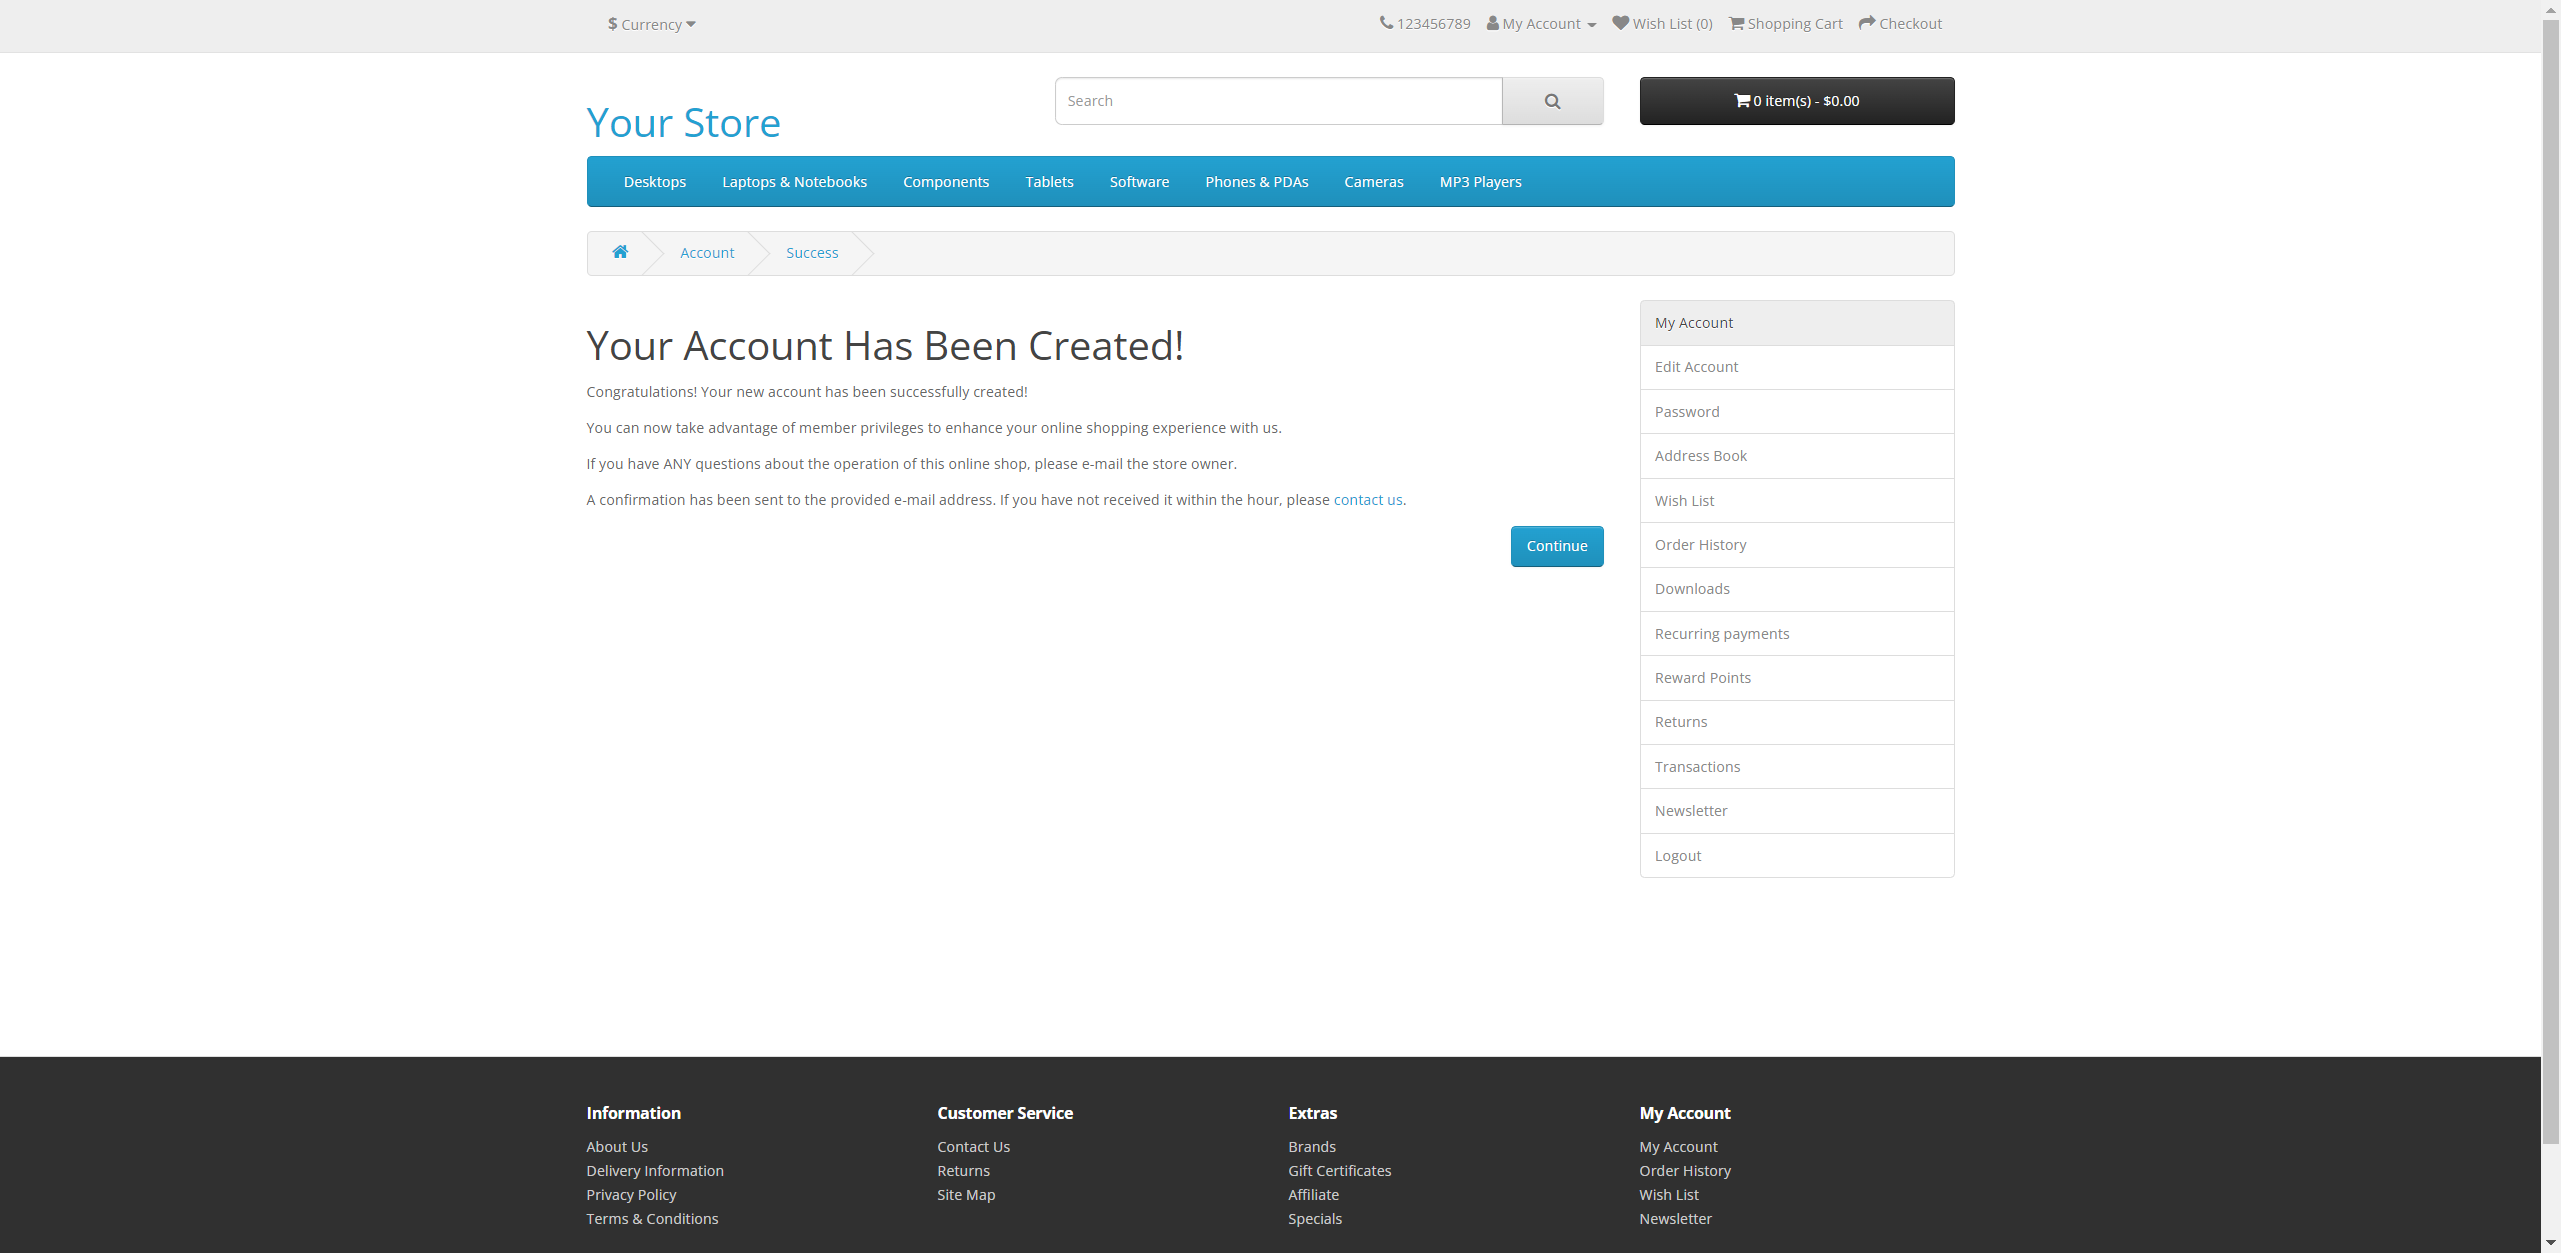 $ Currency
123456789 My Account Wish List (0) Shopping Cart Checkout
Your Store
Search
0 item(s) - $0.00
Desktops Laptops & Notebooks Components Tablets Software Phones & PDAs Cameras MP3 Players
Account Success
Your Account Has Been Created!
Congratulations! Your new account has been successfully created!
You can now take advantage of member privileges to enhance your online shopping experience with us.
If you have ANY questions about the operation of this online shop, please e-mail the store owner.
A confirmation has been sent to the provided e-mail address. If you have not received it within the hour, please contact us.
Continue
My Account
Edit Account
Password
Address Book
Wish List
Order History
Downloads
Recurring payments
Reward Points
Returns
Transactions
Newsletter
Logout
Information
About Us
Delivery Information
Privacy Policy
Terms & Conditions
Customer Service
Contact Us
Returns
Site Map
Extras
Brands
Gift Certificates
Affiliate
Specials
My Account
My Account
Order History
Wish List
Newsletter